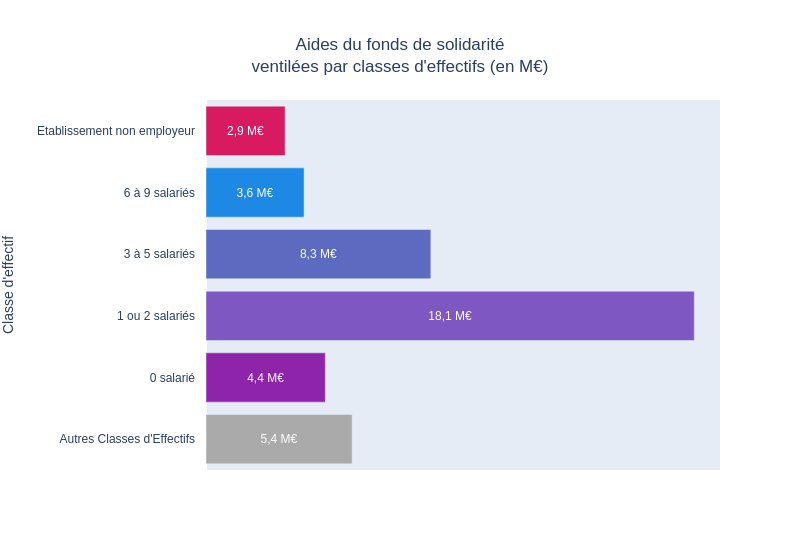 Aides du fonds de solidarité
ventilées par classes d'effectifs (en M€)
Classe d'effectif
Etablissement non employeur
2,9 M€
6 à 9 salariés
3,6 M€
3 à 5 salariés
8,3 M€
1 ou 2 salariés
18,1 M€
0 salarié
4,4 M€
Autres Classes d'Effectifs
5,4 M€